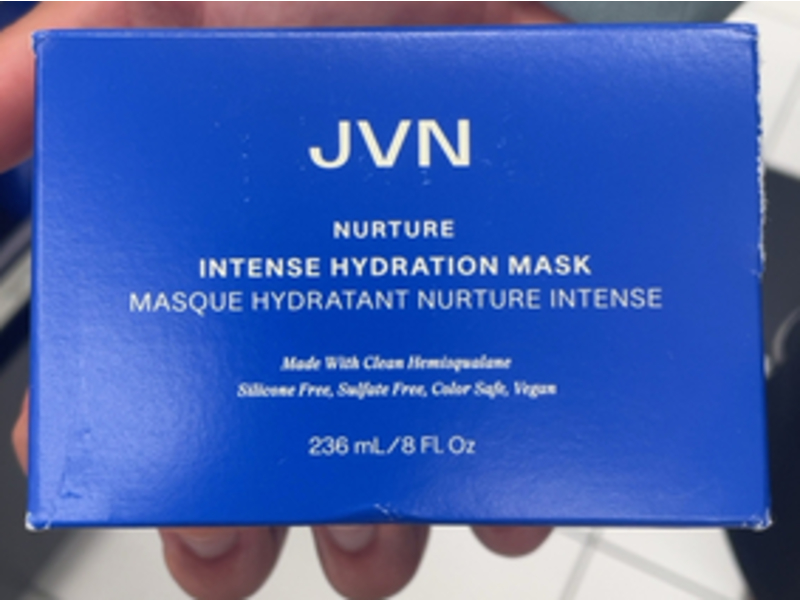 JVN
NURTURE
INTENSE HYDRATION MASK
MASQUE HYDRATANT NURTURE INTENSE
Made With Clean Hemisqualane
Silicone Free, Sulfate Free, Color Safe, Vegan
236 mL/8 Fl. Oz